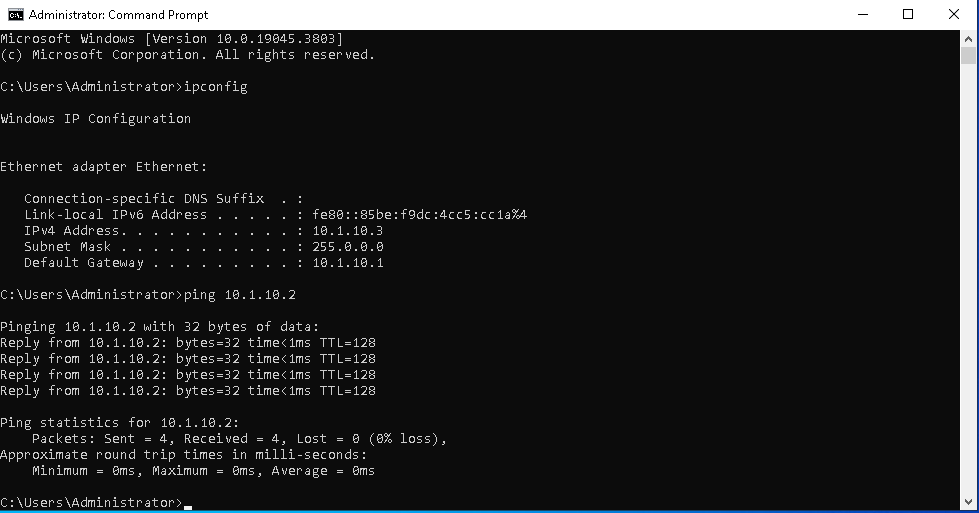 Administrator: Command Prompt
Microsoft Windows [Version 10.0.19045.3803]
(c) Microsoft Corporation. All rights reserved.
C:\Users\Administrator>ipconfig
Windows IP Configuration
Ethernet adapter Ethernet:
   Connection-specific DNS Suffix  . :
   Link-local IPv6 Address . . . . . : fe80::85be:f9dc:4cc5:cc1a%4
   IPv4 Address. . . . . . . . . . . : 10.1.10.3
   Subnet Mask . . . . . . . . . . . : 255.0.0.0
   Default Gateway . . . . . . . . . : 10.1.10.1
C:\Users\Administrator>ping 10.1.10.2
Pinging 10.1.10.2 with 32 bytes of data:
Reply from 10.1.10.2: bytes=32 time<1ms TTL=128
Reply from 10.1.10.2: bytes=32 time<1ms TTL=128
Reply from 10.1.10.2: bytes=32 time<1ms TTL=128
Reply from 10.1.10.2: bytes=32 time<1ms TTL=128
Ping statistics for 10.1.10.2:
    Packets: Sent = 4, Received = 4, Lost = 0 (0% loss),
Approximate round trip times in milli-seconds:
    Minimum = 0ms, Maximum = 0ms, Average = 0ms
C:\Users\Administrator>